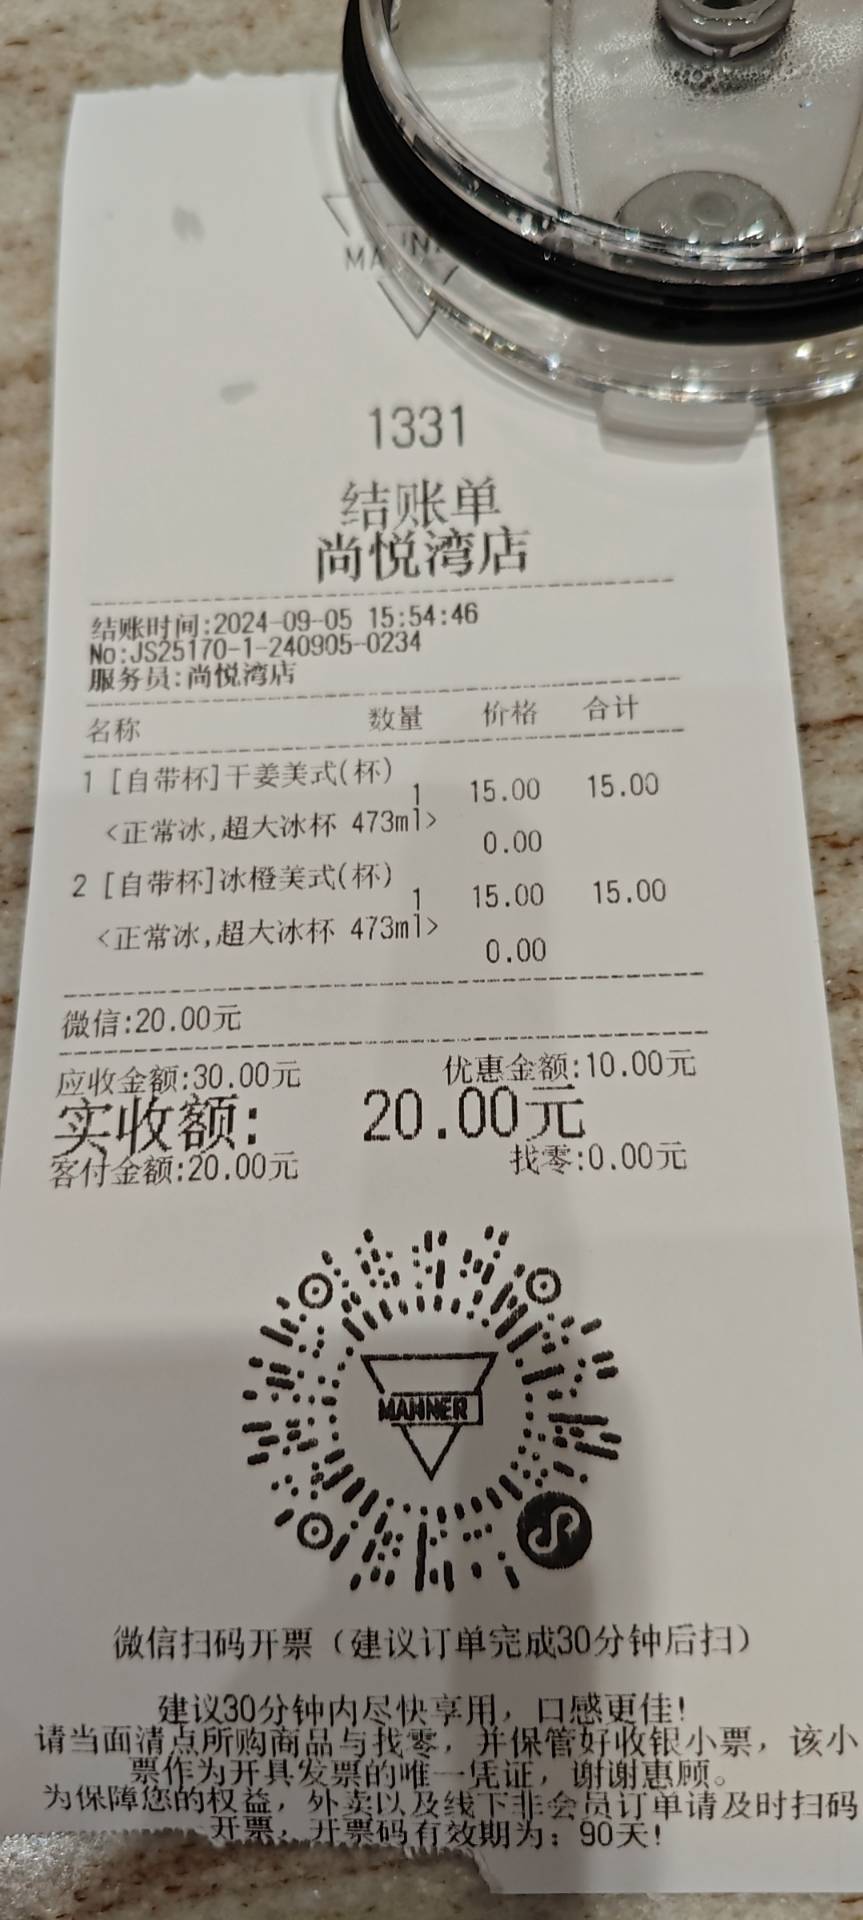 1331
结账单
尚悦湾店
结账时间:2024-09-05 15:54:46
No:JS25170-1-240905-0234
服务员:尚悦湾店
名称 数量 价格 合计
1 [自带杯]干姜美式(杯)
1 15.00 15.00
<正常冰,超大冰杯 473ml>
0.00
2 [自带杯]冰橙美式(杯)
1 15.00 15.00
<正常冰,超大冰杯 473ml>
0.00
微信:20.00元
应收金额:30.00元 优惠金额:10.00元
实收额: 20.00元
客付金额:20.00元 找零:0.00元
MANNER
微信扫码开票（建议订单完成30分钟后扫）
建议30分钟内尽快享用，口感更佳!
请当面清点所购商品与找零，并保管好收银小票，该小
票作为开具发票的唯一凭证，谢谢惠顾。
为保障您的权益，外卖以及线下非会员订单请及时扫码
开票，开票码有效期为：90天!